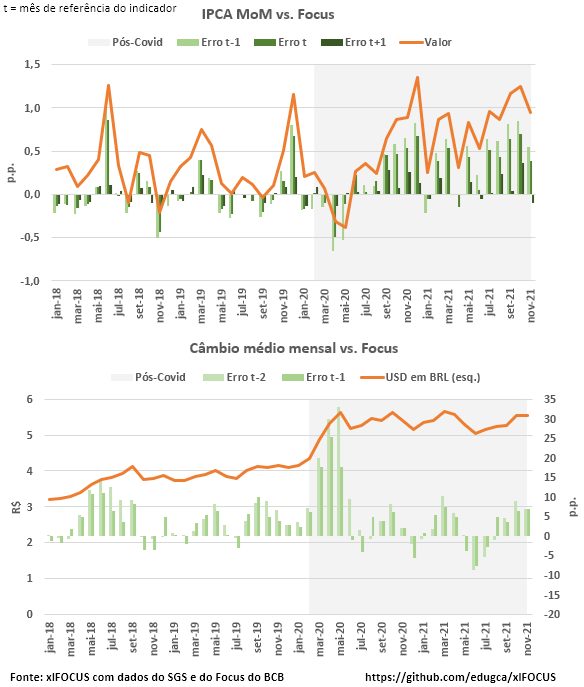 t = mês de referência do indicador
IPCA MoM vs. Focus
Pós-Covid Erro t-1 Erro t Erro t+1 Valor
1,5
1,0
0,5
0,0
-0,5
-1,0
p.p.
jan-18 mar-18 mai-18 jul-18 set-18 nov-18 jan-19 mar-19 mai-19 jul-19 set-19 nov-19 jan-20 mar-20 mai-20 jul-20 set-20 nov-20 jan-21 mar-21 mai-21 jul-21 set-21 nov-21
Câmbio médio mensal vs. Focus
Pós-Covid Erro t-2 Erro t-1 USD em BRL (esq.)
6
5
4
3
2
1
0
R$
35
30
25
20
15
10
5
0
-5
-10
-15
-20
p.p.
jan-18 mar-18 mai-18 jul-18 set-18 nov-18 jan-19 mar-19 mai-19 jul-19 set-19 nov-19 jan-20 mar-20 mai-20 jul-20 set-20 nov-20 jan-21 mar-21 mai-21 jul-21 set-21 nov-21
Fonte: xlFOCUS com dados do SGS e do Focus do BCB https://github.com/edugca/xlFOCUS